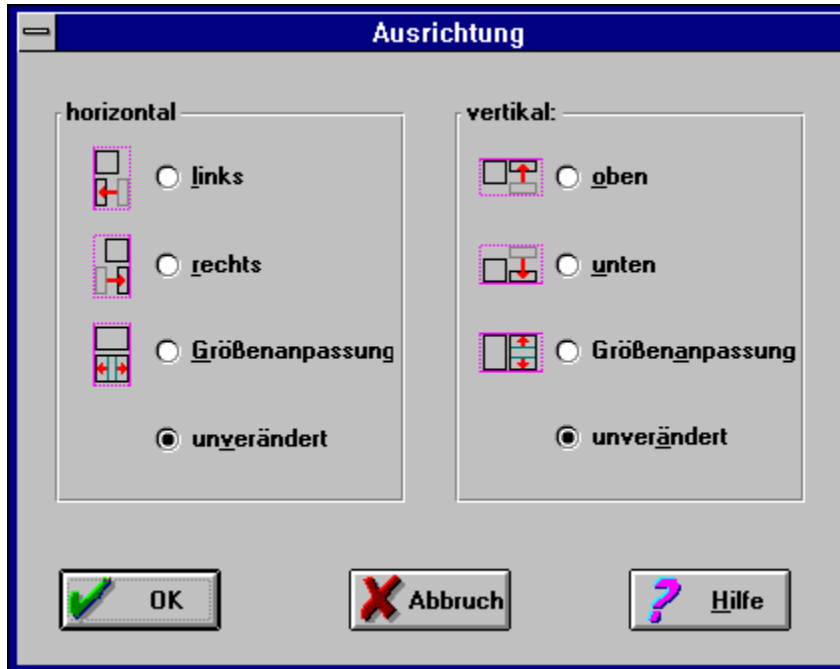 Ausrichtung
horizontal
links
rechts
Größenanpassung
unverändert
vertikal:
oben
unten
Größenanpassung
unverändert
OK
Abbruch
Hilfe